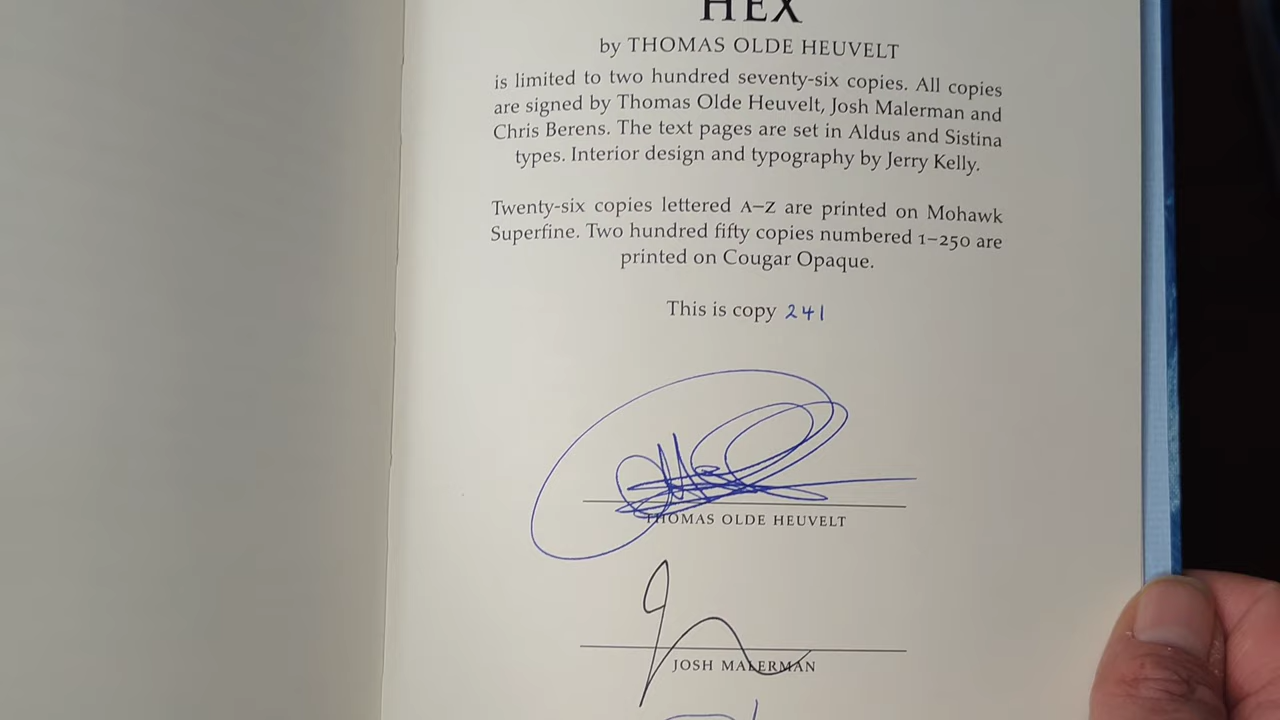 HEX
by THOMAS OLDE HEUVELT
is limited to two hundred seventy-six copies. All copies
are signed by Thomas Olde Heuvelt, Josh Malerman and
Chris Berens. The text pages are set in Aldus and Sistina
types. Interior design and typography by Jerry Kelly.
Twenty-six copies lettered A–Z are printed on Mohawk
Superfine. Two hundred fifty copies numbered 1–250 are
printed on Cougar Opaque.
This is copy 241
THOMAS OLDE HEUVELT
JOSH MALERMAN